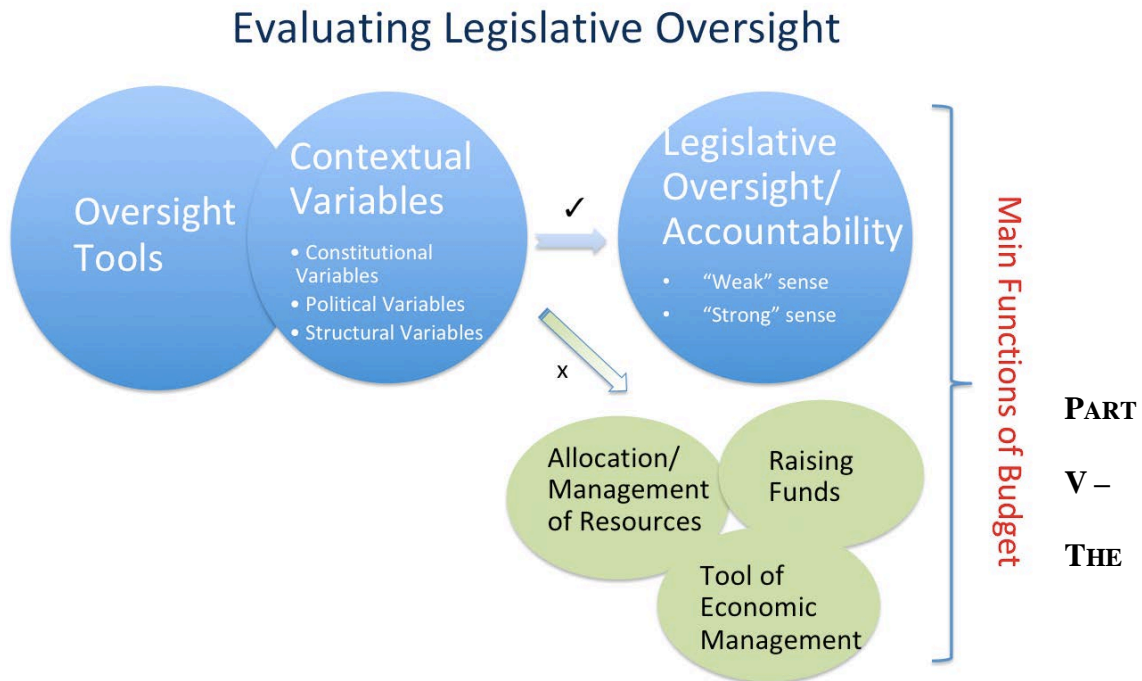 Evaluating Legislative Oversight
Oversight
Tools
Contextual
Variables
• Constitutional
Variables
• Political Variables
• Structural Variables
✓
Legislative
Oversight/
Accountability
• “Weak” sense
• “Strong” sense
x
Allocation/
Management
of Resources
Raising
Funds
Tool of
Economic
Management
Main Functions of Budget
PART
V –
THE